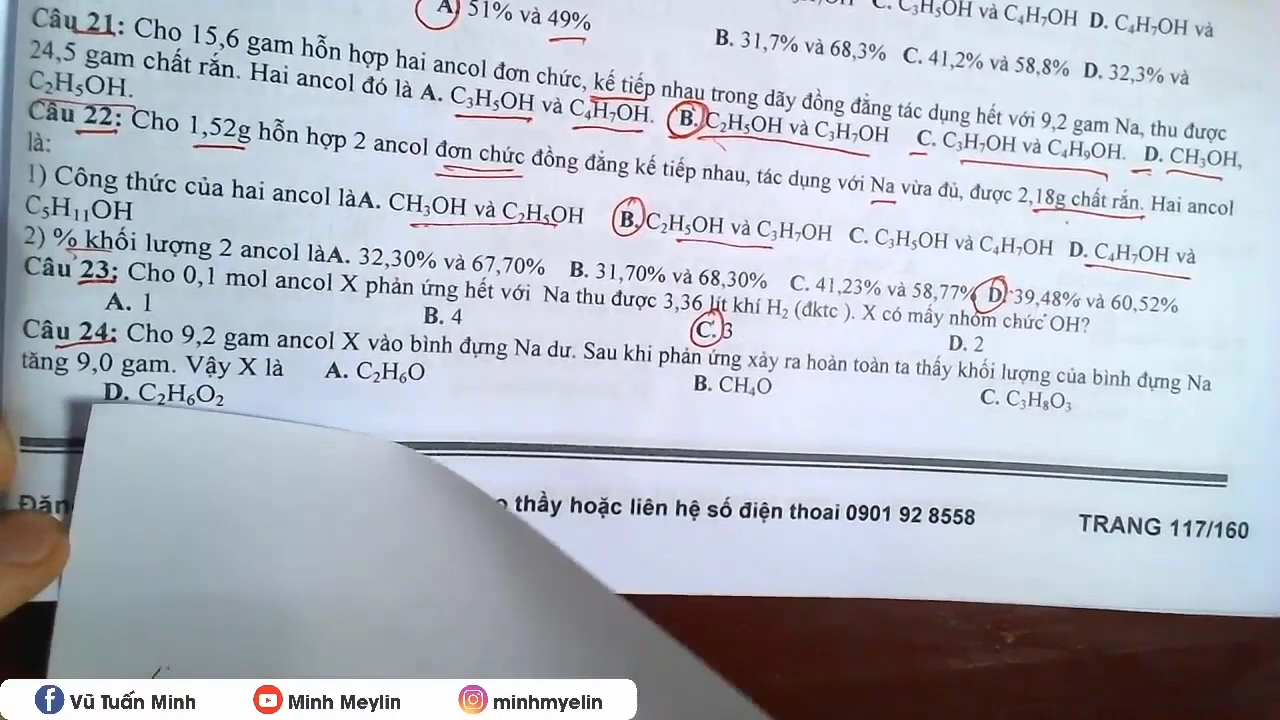 C. C₃H₅OH và C₄H₇OH D. C₄H₇OH và
A. 51% và 49% B. 31,7% và 68,3% C. 41,2% và 58,8% D. 32,3% và
Câu 21: Cho 15,6 gam hỗn hợp hai ancol đơn chức, kế tiếp nhau trong dãy đồng đẳng tác dụng hết với 9,2 gam Na, thu được
24,5 gam chất rắn. Hai ancol đó là A. C₃H₅OH và C₄H₇OH. B. C₂H₅OH và C₃H₇OH C. C₃H₇OH và C₄H₉OH. D. CH₃OH,
C₂H₅OH.
Câu 22: Cho 1,52g hỗn hợp 2 ancol đơn chức đồng đẳng kế tiếp nhau, tác dụng với Na vừa đủ, được 2,18g chất rắn. Hai ancol
là:
1) Công thức của hai ancol làA. CH₃OH và C₂H₅OH B. C₂H₅OH và C₃H₇OH C. C₃H₅OH và C₄H₇OH D. C₄H₇OH và
C₅H₁₁OH
2) % khối lượng 2 ancol làA. 32,30% và 67,70% B. 31,70% và 68,30% C. 41,23% và 58,77% D. 39,48% và 60,52%
Câu 23: Cho 0,1 mol ancol X phản ứng hết với Na thu được 3,36 lít khí H₂ (đktc ). X có mấy nhóm chức OH?
A. 1 B. 4 C. 3 D. 2
Câu 24: Cho 9,2 gam ancol X vào bình đựng Na dư. Sau khi phản ứng xảy ra hoàn toàn ta thấy khối lượng của bình đựng Na
tăng 9,0 gam. Vậy X là A. C₂H₆O B. CH₄O C. C₃H₈O₃
D. C₂H₆O₂
thầy hoặc liên hệ số điện thoai 0901 92 8558 TRANG 117/160
Vũ Tuấn Minh Minh Meylin minhmyelin